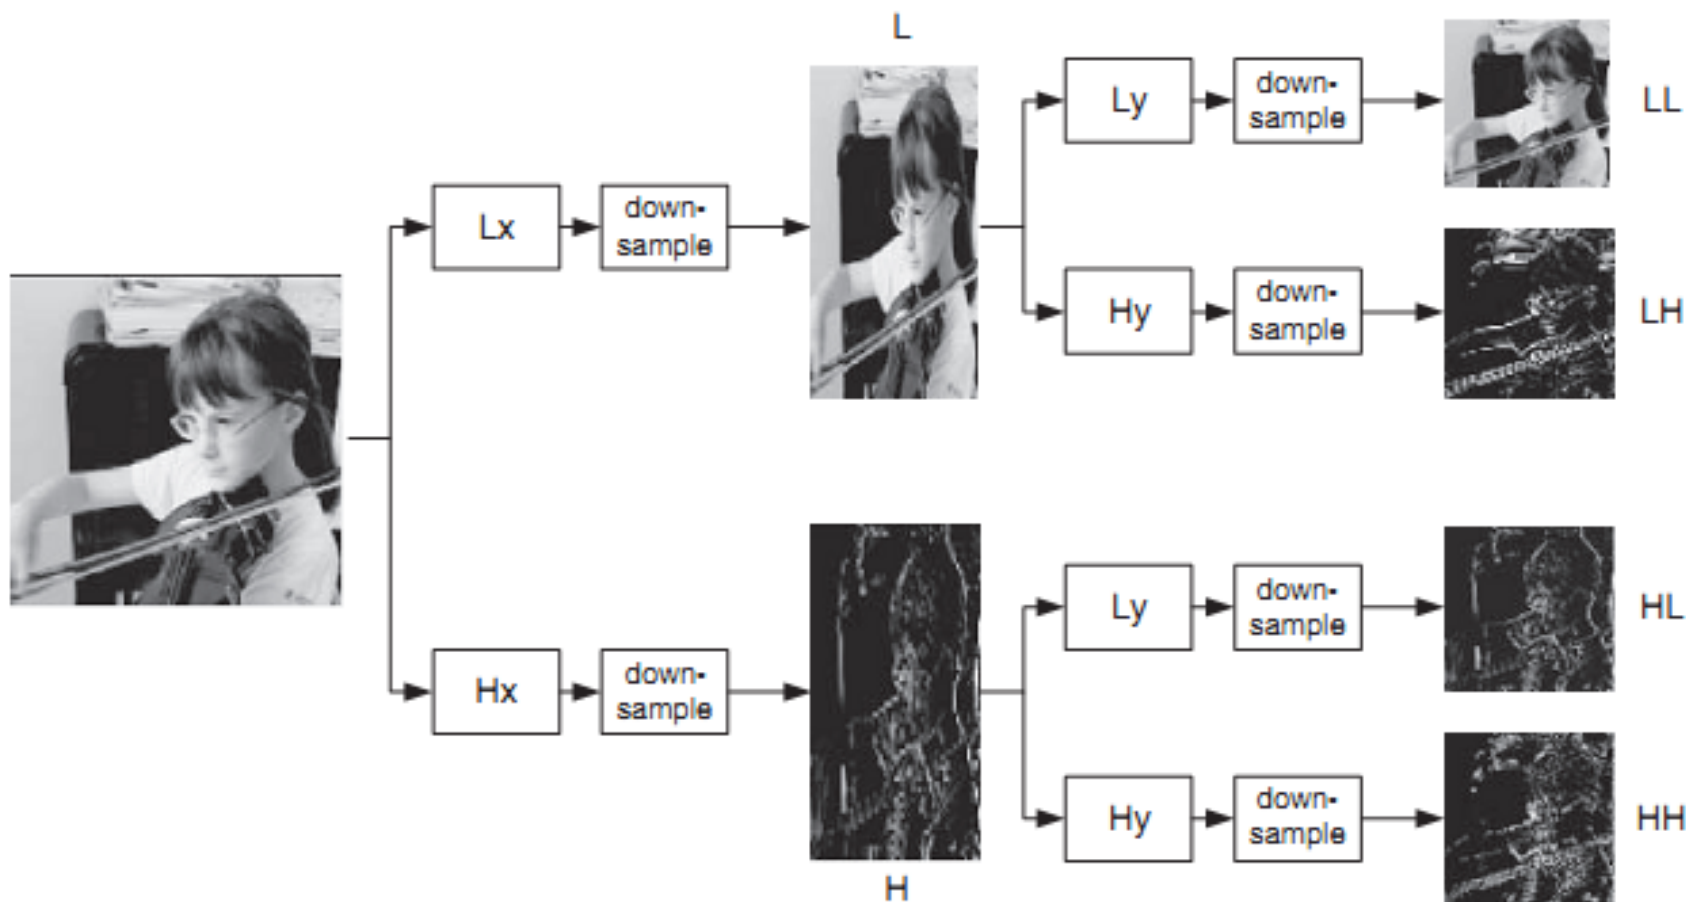 L
Ly
down-
sample
LL
Lx
down-
sample
Hy
down-
sample
LH
Hx
down-
sample
Ly
down-
sample
HL
Hy
down-
sample
HH
H